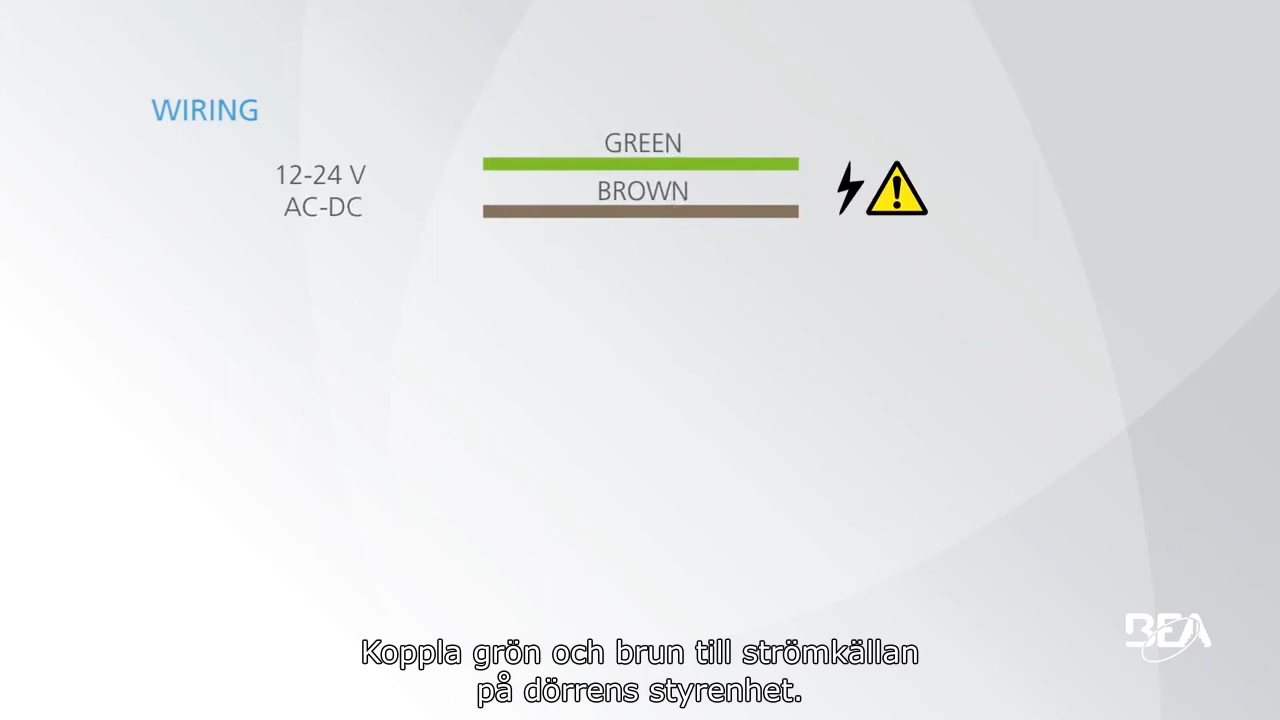 WIRING
GREEN
12-24 V
BROWN
AC-DC
BEA
Koppla grön och brun till strömkällan
på dörrens styrenhet.